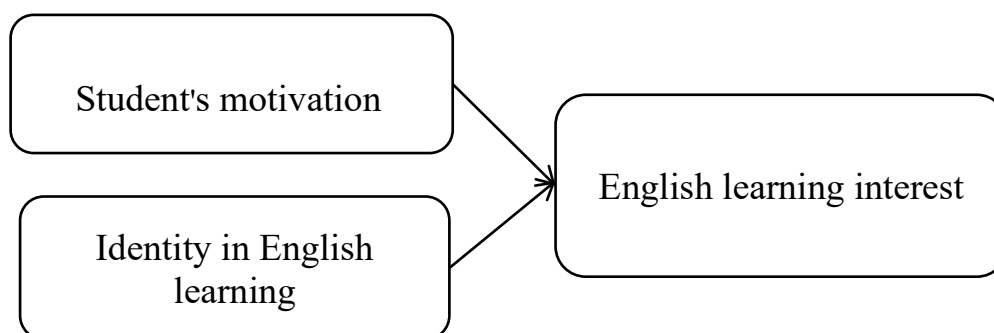 Student's motivation
Identity in English
learning
English learning interest